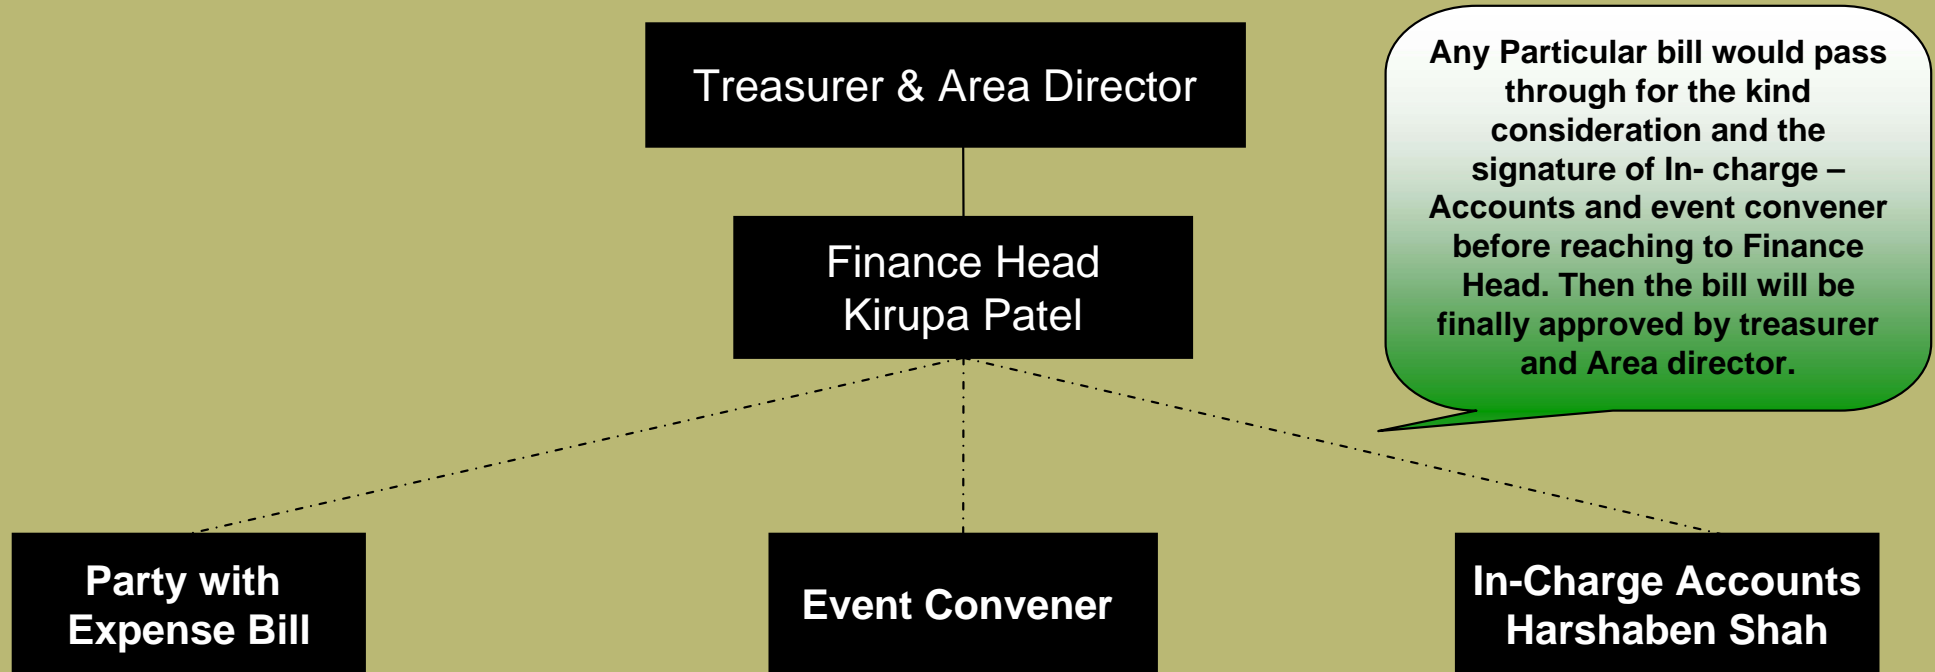 Treasurer & Area Director
Any Particular bill would pass
through for the kind
consideration and the
signature of In- charge –
Accounts and event convener
before reaching to Finance
Head. Then the bill will be
finally approved by treasurer
and Area director.
Finance Head
Kirupa Patel
Party with
Expense Bill
Event Convener
In-Charge Accounts
Harshaben Shah